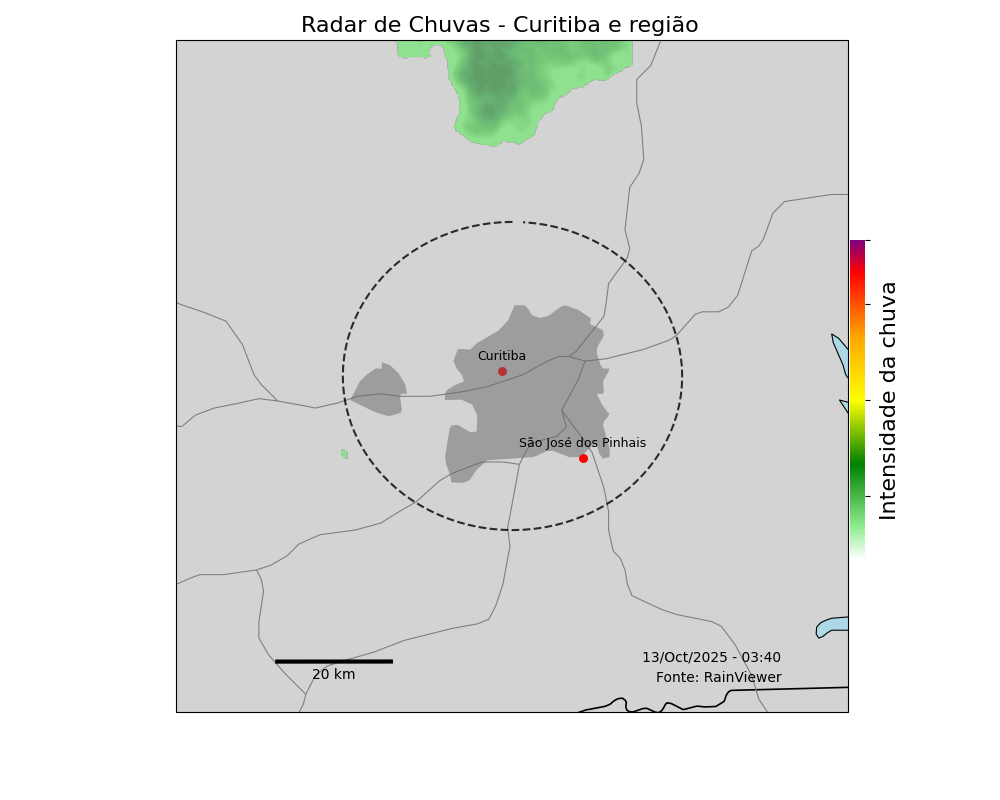 Radar de Chuvas - Curitiba e região
Curitiba
São José dos Pinhais
Intensidade da chuva
13/Oct/2025 - 03:40
Fonte: RainViewer
20 km